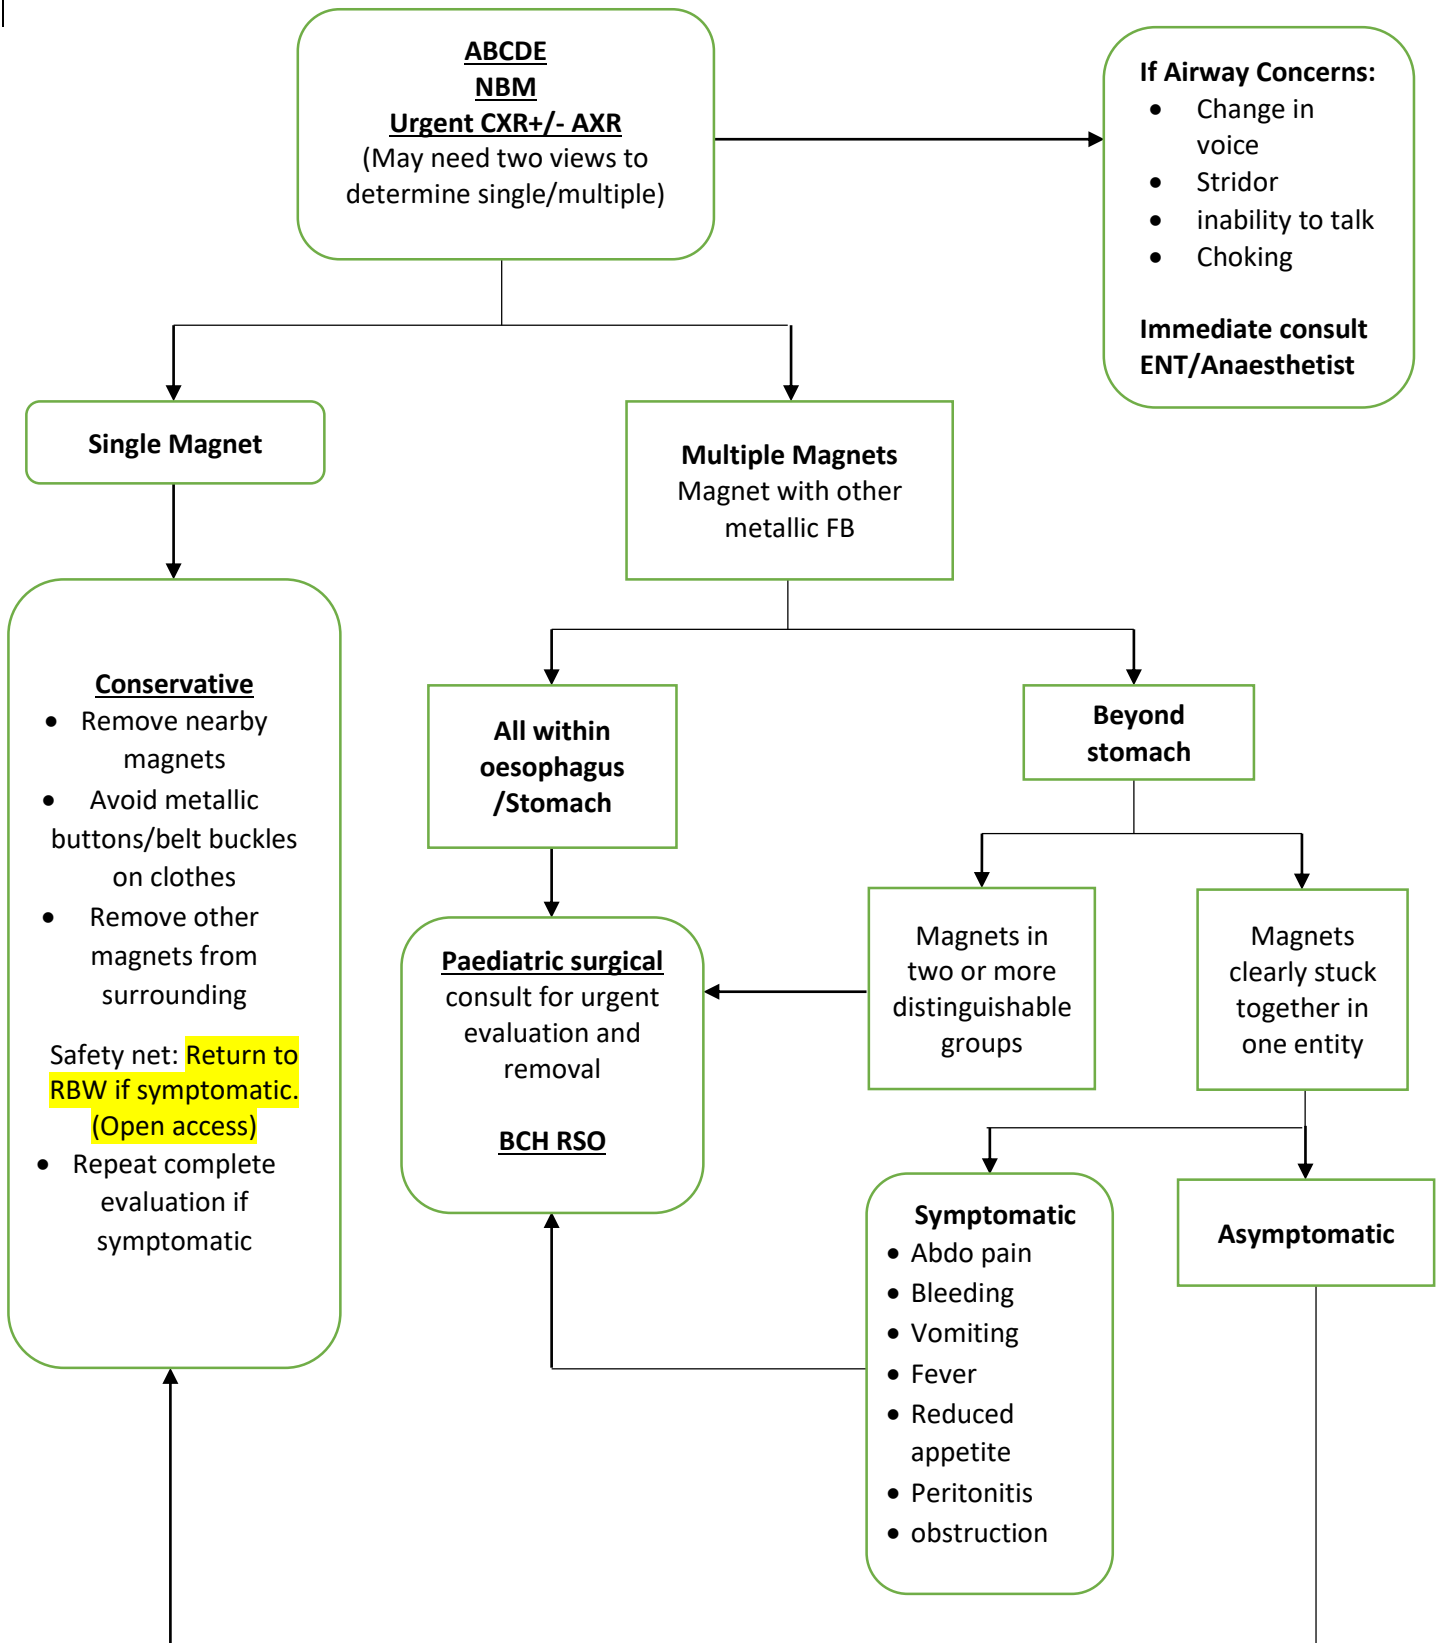 ABCDE
NBM
Urgent CXR+/- AXR
(May need two views to
determine single/multiple)
If Airway Concerns:
• Change in
voice
• Stridor
• inability to talk
• Choking
Immediate consult
ENT/Anaesthetist
Single Magnet
Multiple Magnets
Magnet with other
metallic FB
Conservative
• Remove nearby
magnets
• Avoid metallic
buttons/belt buckles
on clothes
• Remove other
magnets from
surrounding
Safety net: Return to
RBW if symptomatic.
(Open access)
• Repeat complete
evaluation if
symptomatic
All within
oesophagus
/Stomach
Beyond
stomach
Paediatric surgical
consult for urgent
evaluation and
removal
BCH RSO
Magnets in
two or more
distinguishable
groups
Magnets
clearly stuck
together in
one entity
Symptomatic
• Abdo pain
• Bleeding
• Vomiting
• Fever
• Reduced
appetite
• Peritonitis
• obstruction
Asymptomatic